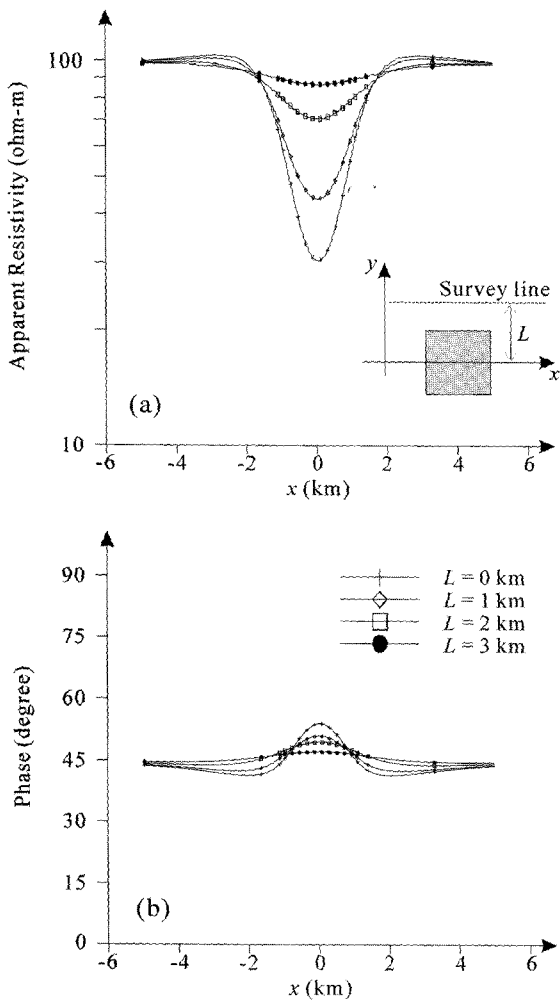 Apparent Resistivity (ohm-m)
100
10
y
Survey line
L
x
(a)
-6 -4 -2 0 2 4 6
x (km)
Phase (degree)
90
75
60
45
30
15
0
L = 0 km
L = 1 km
L = 2 km
L = 3 km
(b)
-6 -4 -2 0 2 4 6
x (km)